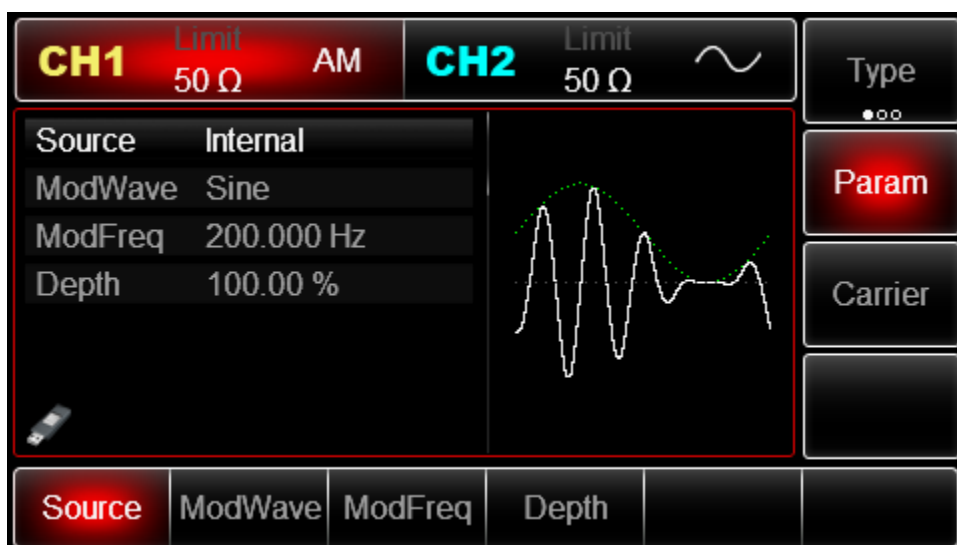 CH1 Limit 50 Ω AM CH2 Limit 50 Ω Type
Source Internal
ModWave Sine Param
ModFreq 200.000 Hz
Depth 100.00 % Carrier
Source ModWave ModFreq Depth